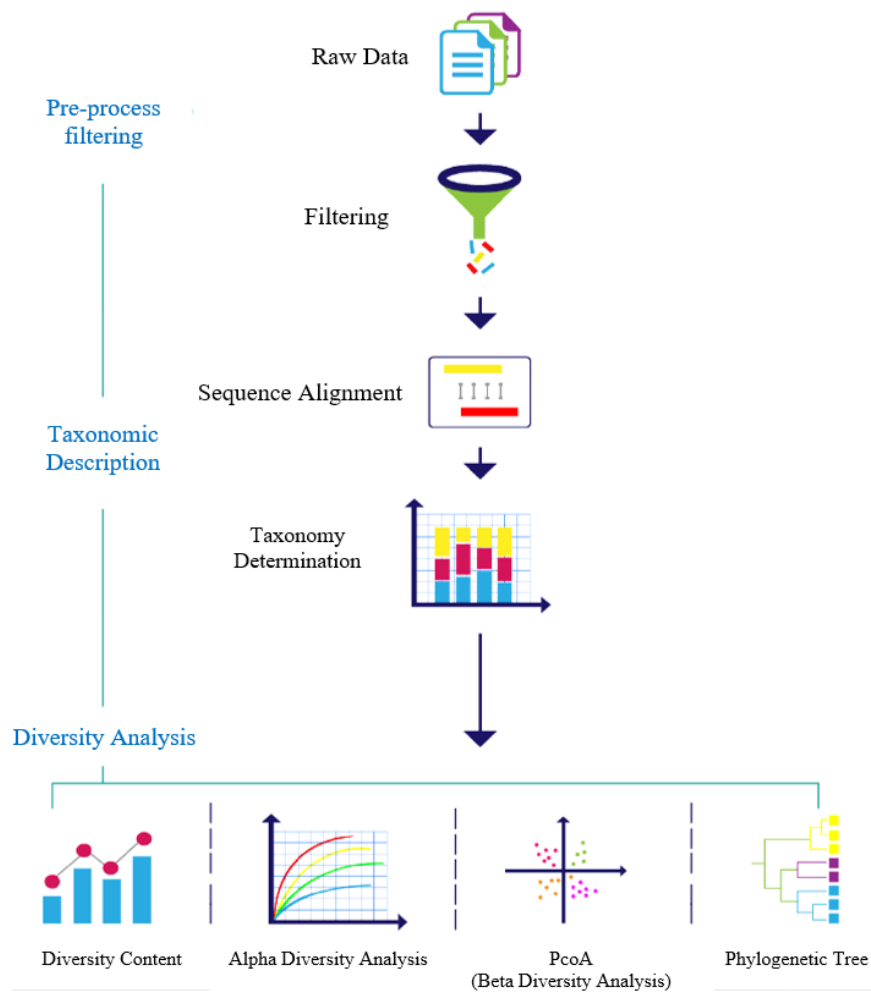 Raw Data
Pre-process
filtering
Filtering
Sequence Alignment
Taxonomic
Description
Taxonomy
Determination
Diversity Analysis
Diversity Content
Alpha Diversity Analysis
PcoA
(Beta Diversity Analysis)
Phylogenetic Tree